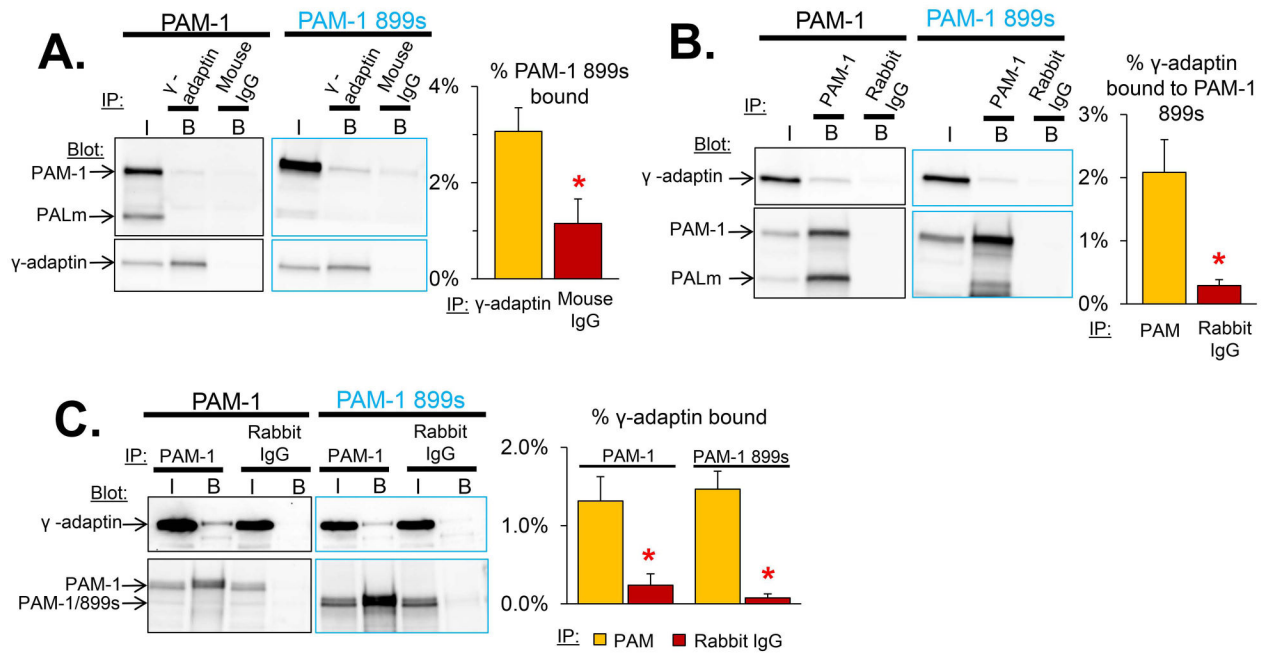 A.
PAM-1
PAM-1 899s
IP:
γ-
adaptin
Mouse
IgG
γ-
adaptin
Mouse
IgG
I B B I B B
Blot:
PAM-1
PALm
γ-adaptin
% PAM-1 899s
bound
4%
2%
0%
*
IP: γ-adaptin Mouse
IgG
B.
PAM-1
PAM-1 899s
IP:
PAM-1
Rabbit
IgG
PAM-1
Rabbit
IgG
I B B I B B
Blot:
γ -adaptin
PAM-1
PALm
% γ-adaptin
bound to PAM-1
899s
3%
2%
1%
0%
*
IP: PAM Rabbit
IgG
C.
PAM-1
PAM-1 899s
IP: PAM-1 Rabbit
IgG
PAM-1 Rabbit
IgG
I B I B I B I B
Blot:
γ -adaptin
PAM-1
PAM-1/899s
% γ-adaptin bound
2.0%
1.0%
0.0%
PAM-1 PAM-1 899s
* *
IP: PAM Rabbit IgG